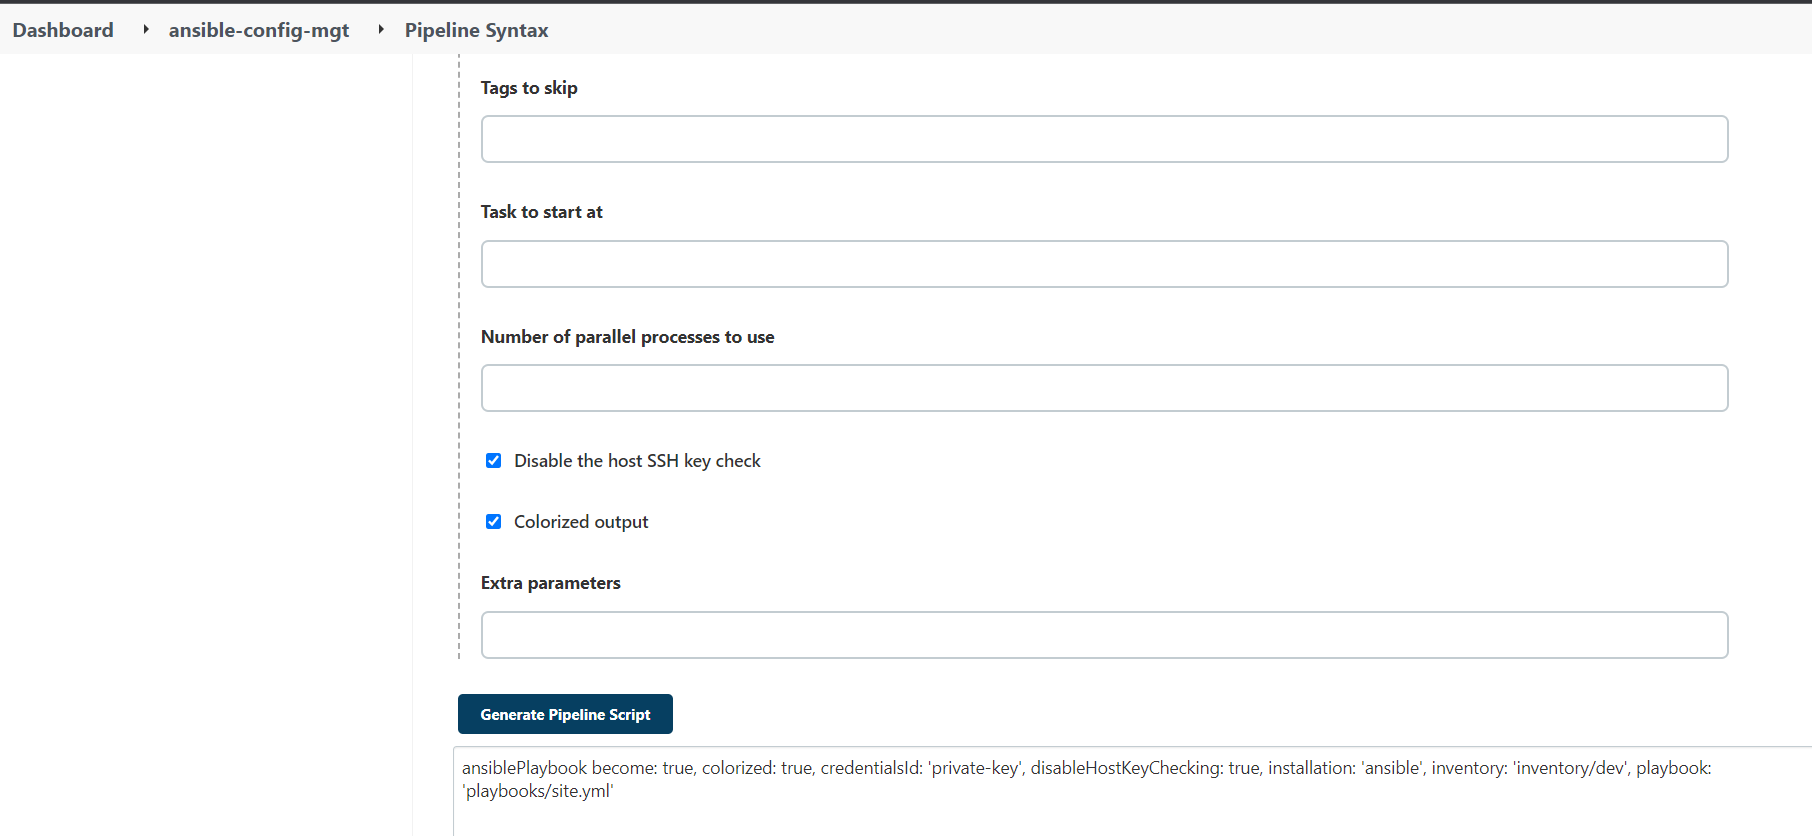 Dashboard ansible-config-mgt Pipeline Syntax
Tags to skip
Task to start at
Number of parallel processes to use
Disable the host SSH key check
Colorized output
Extra parameters
Generate Pipeline Script
ansiblePlaybook become: true, colorized: true, credentialsId: 'private-key', disableHostKeyChecking: true, installation: 'ansible', inventory: 'inventory/dev', playbook:
'playbooks/site.yml'